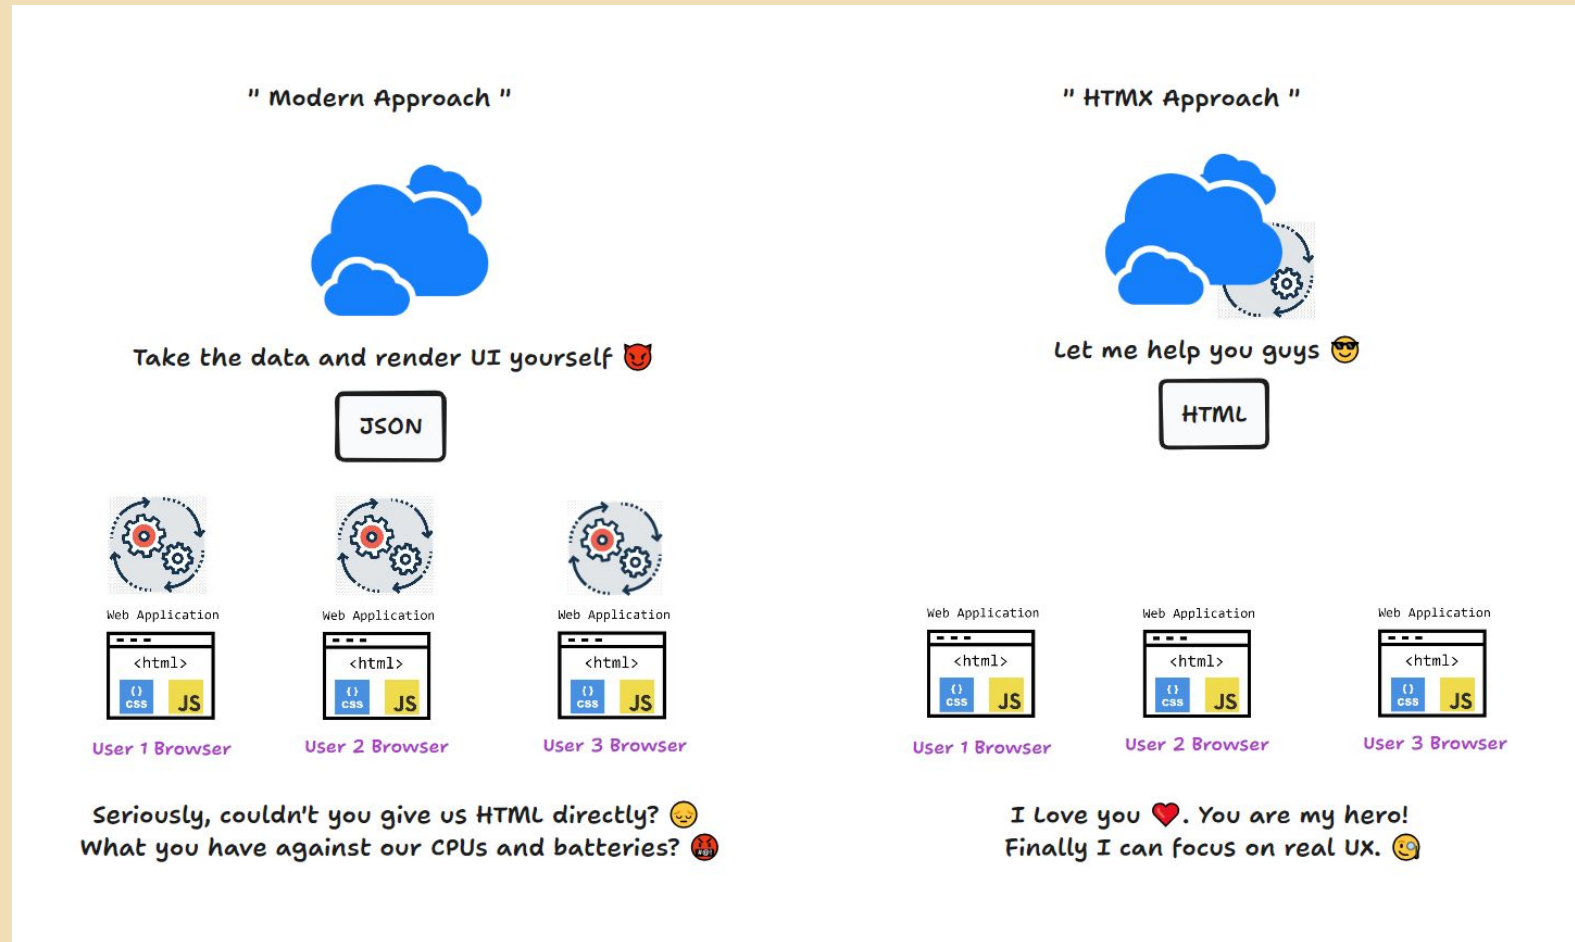 " Modern Approach "
Take the data and render UI yourself 😈
JSON
Web Application
<html>
{}
CSS
JS
User 1 Browser
Web Application
<html>
{}
CSS
JS
User 2 Browser
Web Application
<html>
{}
CSS
JS
User 3 Browser
Seriously, couldn't you give us HTML directly? 😔
What you have against our CPUs and batteries? 🤬
" HTMX Approach "
Let me help you guys 😎
HTML
Web Application
<html>
{}
CSS
JS
User 1 Browser
Web Application
<html>
{}
CSS
JS
User 2 Browser
Web Application
<html>
{}
CSS
JS
User 3 Browser
I Love you ❤️. You are my hero!
Finally I can focus on real UX. 🧐